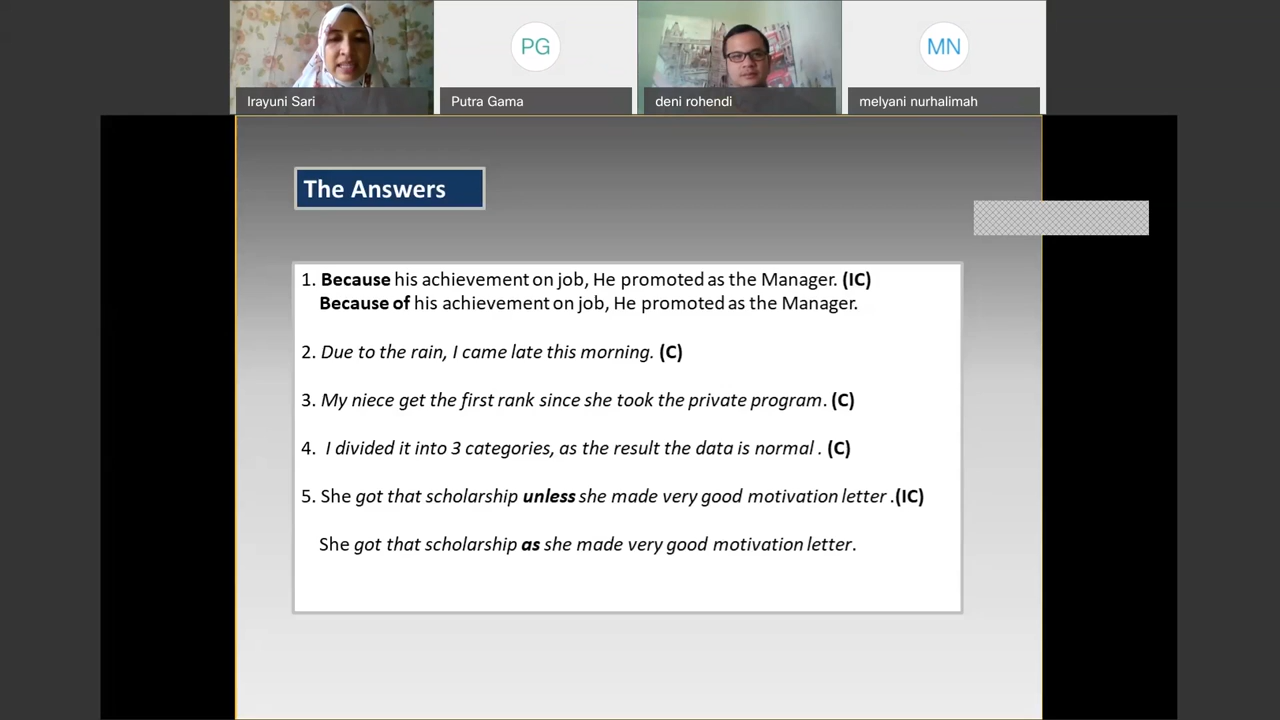 PG
MN
Irayuni Sari
Putra Gama
deni rohendi
melyani nurhalimah
The Answers
1. Because his achievement on job, He promoted as the Manager. (IC)
Because of his achievement on job, He promoted as the Manager.
2. Due to the rain, I came late this morning. (C)
3. My niece get the first rank since she took the private program. (C)
4. I divided it into 3 categories, as the result the data is normal . (C)
5. She got that scholarship unless she made very good motivation letter .(IC)
She got that scholarship as she made very good motivation letter.